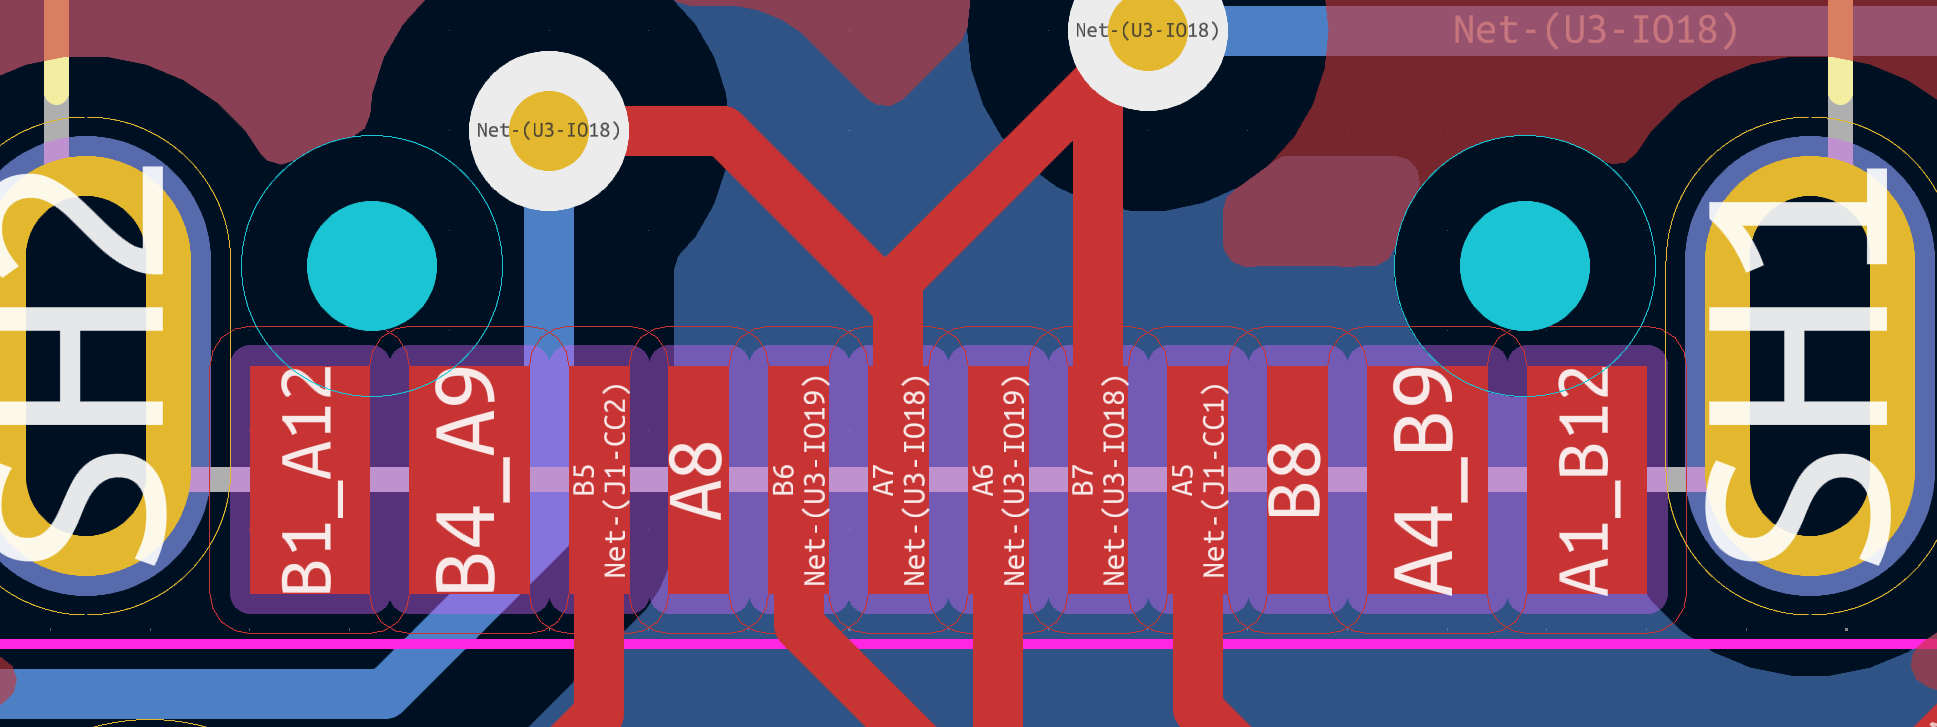 Net-(U3-IO18)
Net-(U3-IO18)
Net-(U3-IO18)
SH2
B1_A12
B4_A9
B5
Net-(J1-CC2)
A8
B6
Net-(U3-IO19)
A7
Net-(U3-IO18)
A6
Net-(U3-IO19)
B7
Net-(U3-IO18)
A5
Net-(J1-CC1)
B8
A4_B9
A1_B12
SH1